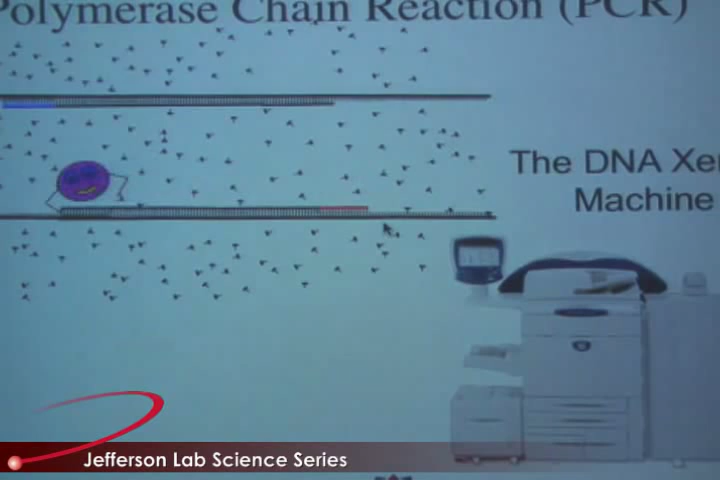 Polymerase Chain Reaction (PCR)
The DNA Xer
Machine
Jefferson Lab Science Series